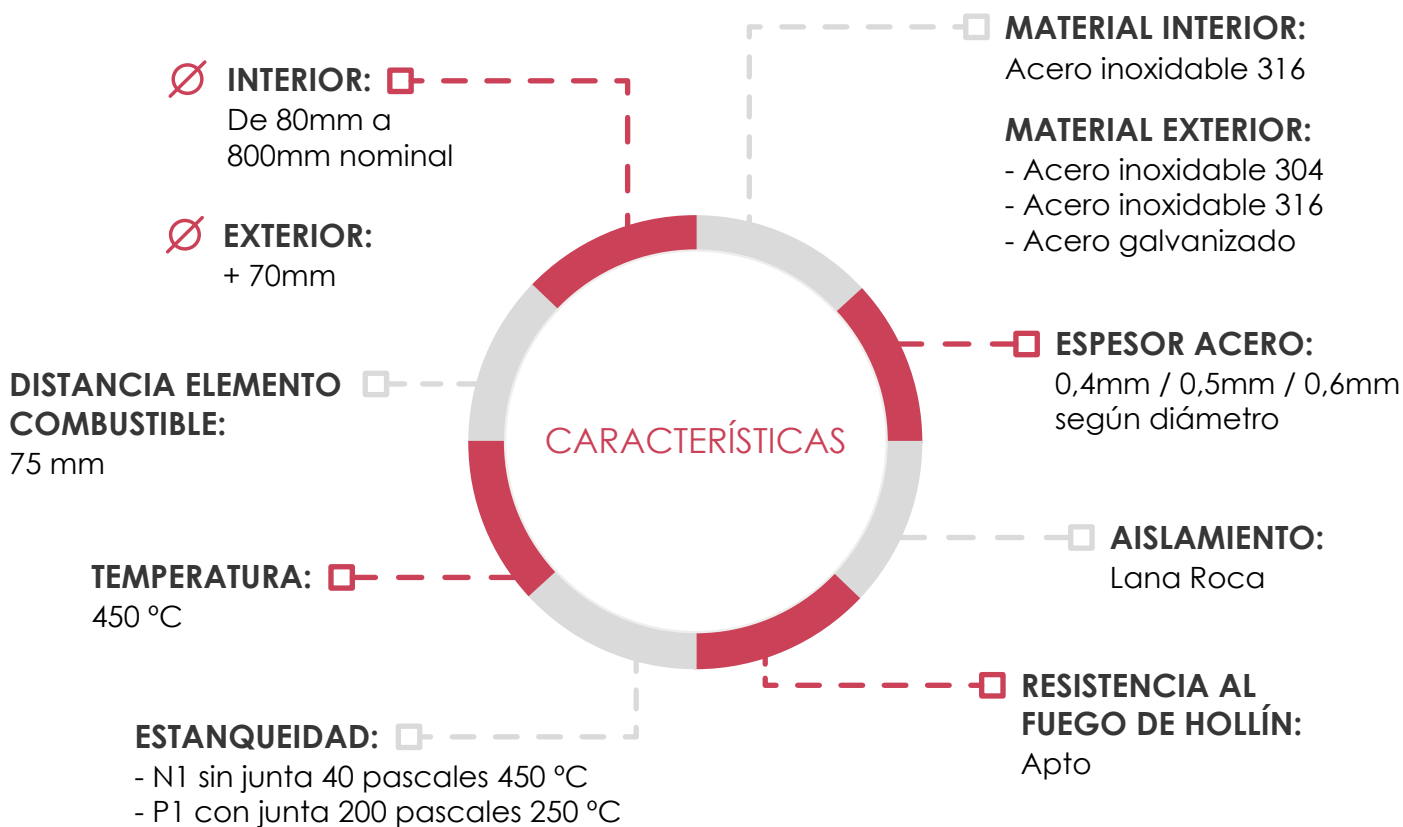 INTERIOR:
De 80mm a
800mm nominal
EXTERIOR:
+ 70mm
DISTANCIA ELEMENTO
COMBUSTIBLE:
75 mm
TEMPERATURA:
450 ºC
ESTANQUEIDAD:
- N1 sin junta 40 pascales 450 ºC
- P1 con junta 200 pascales 250 ºC
CARACTERÍSTICAS
MATERIAL INTERIOR:
Acero inoxidable 316
MATERIAL EXTERIOR:
- Acero inoxidable 304
- Acero inoxidable 316
- Acero galvanizado
ESPESOR ACERO:
0,4mm / 0,5mm / 0,6mm
según diámetro
AISLAMIENTO:
Lana Roca
RESISTENCIA AL
FUEGO DE HOLLÍN:
Apto